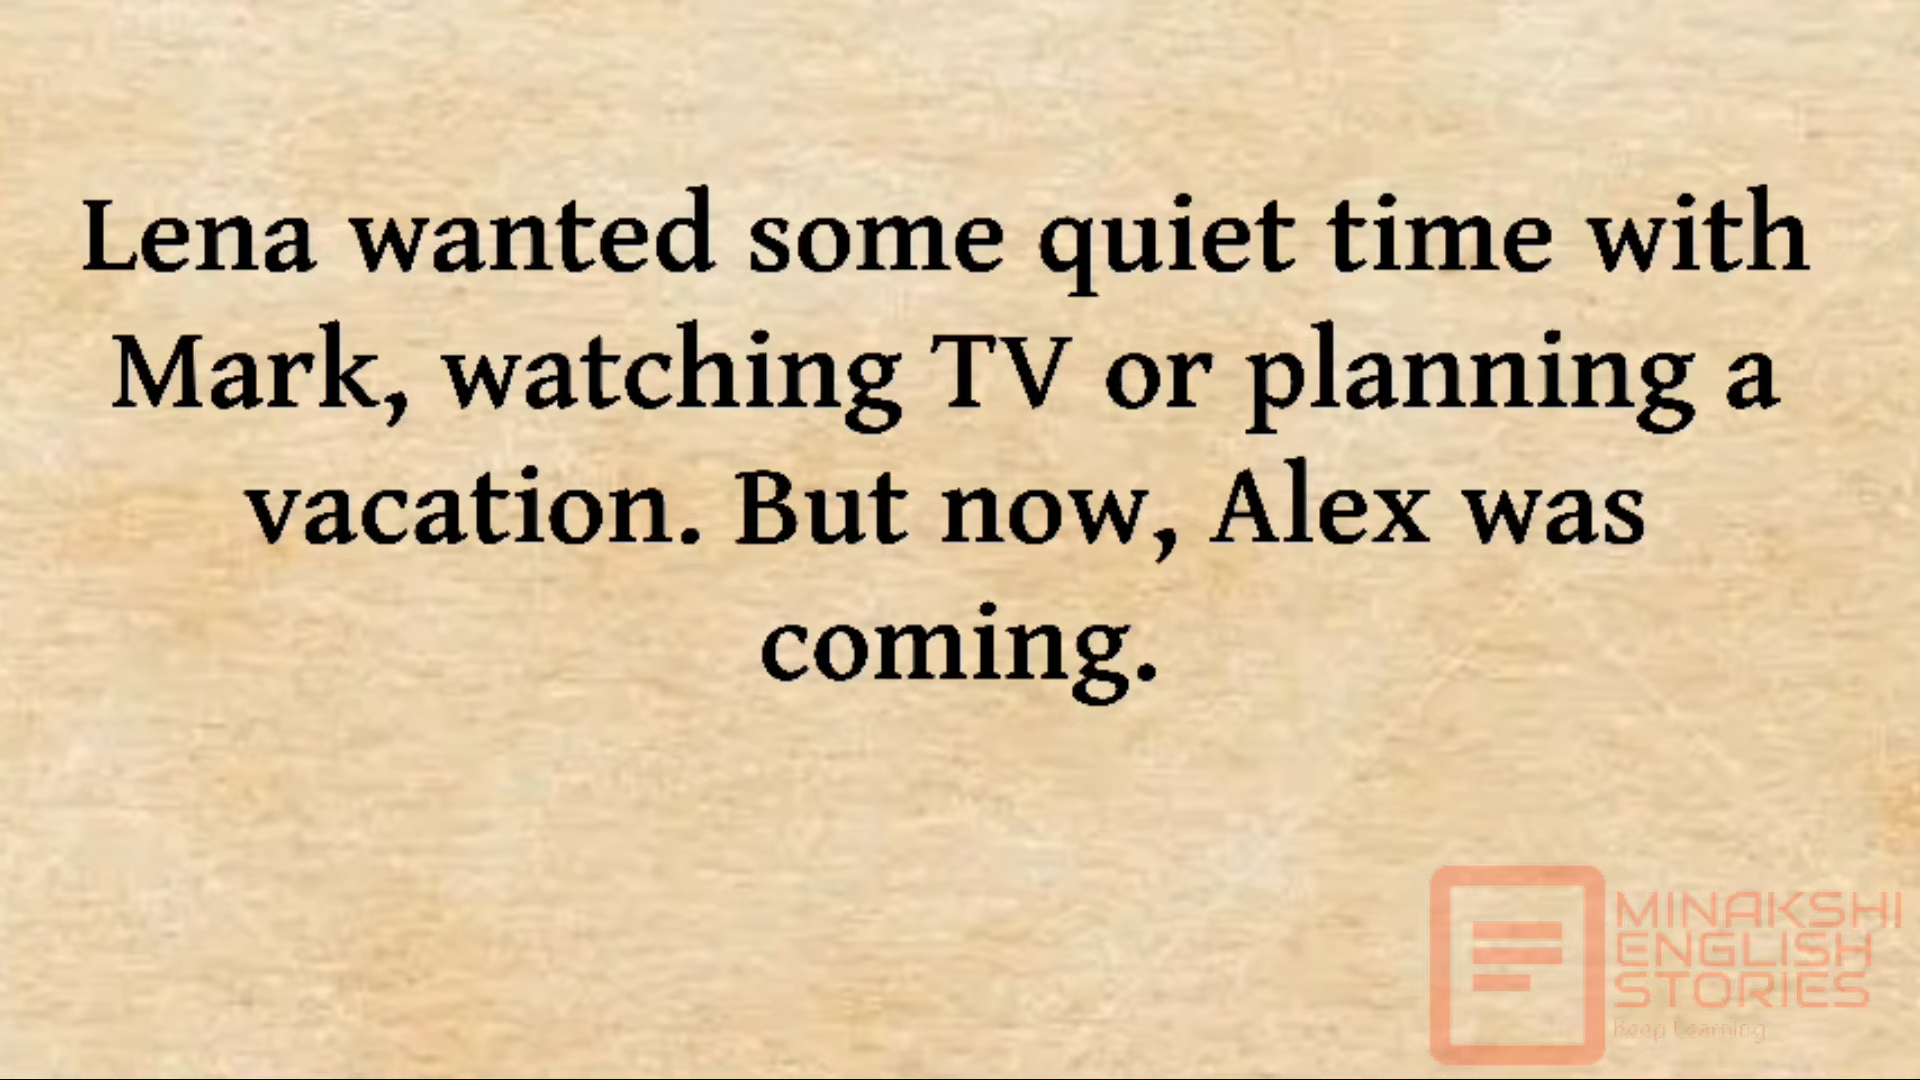 Lena wanted some quiet time with
Mark, watching TV or planning a
vacation. But now, Alex was
coming.
MINAKSHI
ENGLISH
STORIES
Keep Learning